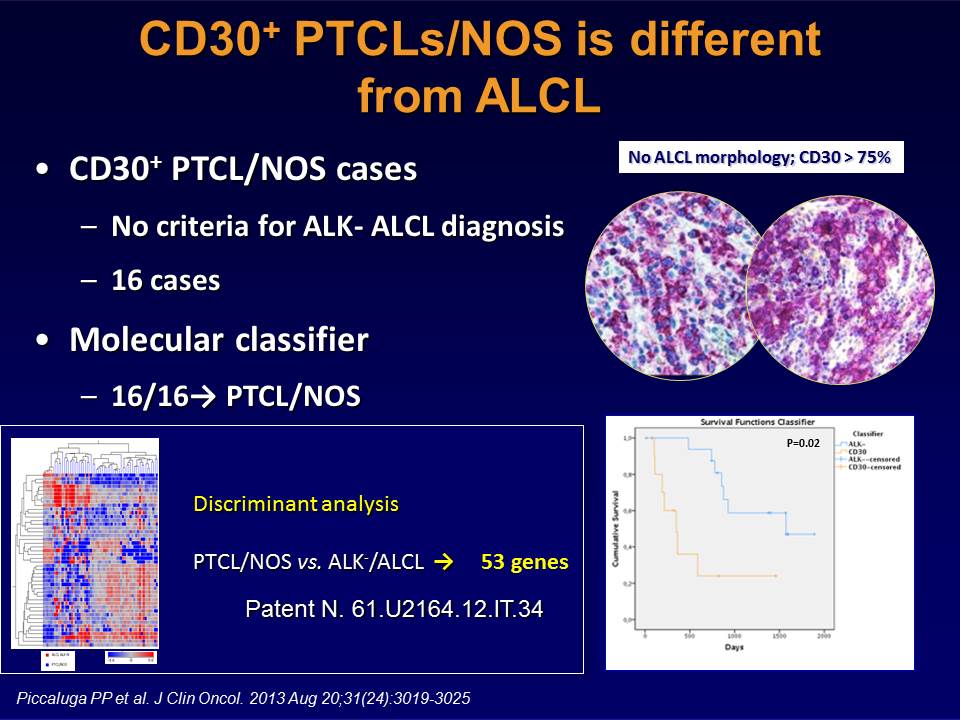 CD30+ PTCLs/NOS is different
from ALCL
• CD30+ PTCL/NOS cases
– No criteria for ALK- ALCL diagnosis
– 16 cases
• Molecular classifier
– 16/16→ PTCL/NOS
No ALCL morphology; CD30 > 75%
Discriminant analysis
PTCL/NOS vs. ALK-/ALCL → 53 genes
Patent N. 61.U2164.12.IT.34
PTCL/NOS
Survival Functions Classifier
P=0.02
Classifier
ALK-
CD30
ALK--censored
CD30-censored
Cumulative Survival
1,0
0,8
0,6
0,4
0,2
0,0
0 500 1000 1500 2000
Days
Piccaluga PP et al. J Clin Oncol. 2013 Aug 20;31(24):3019-3025